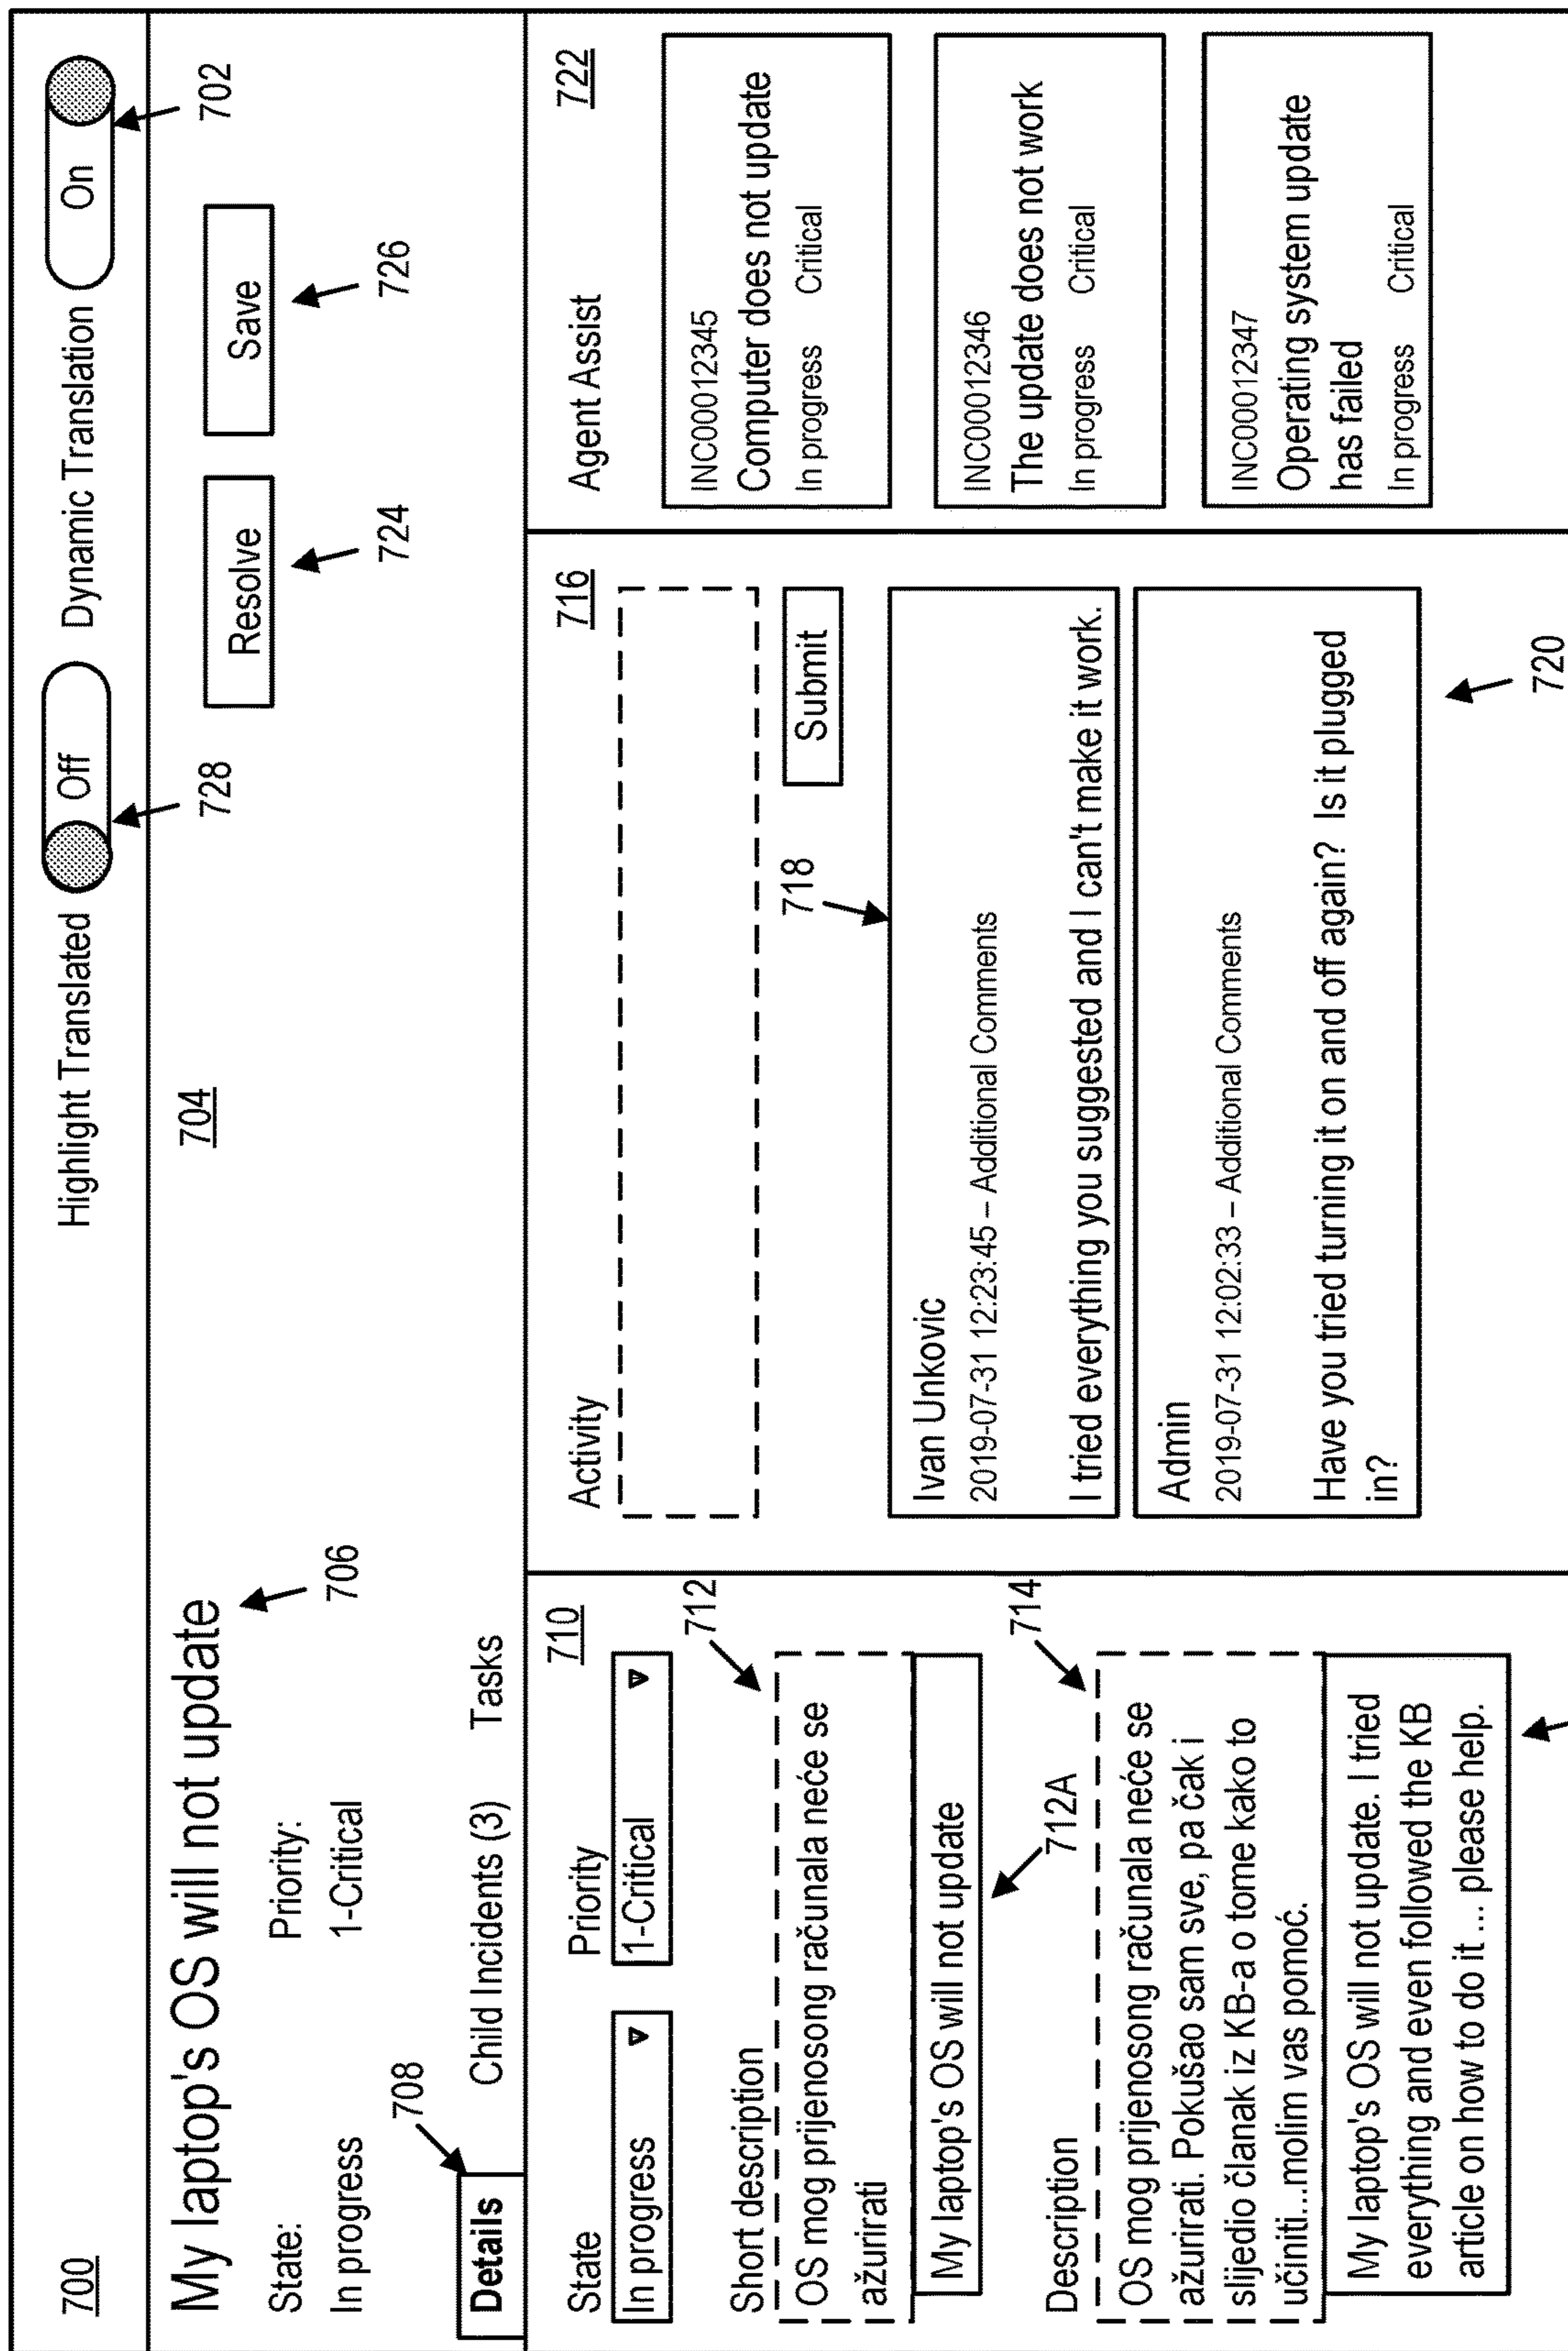 700
Highlight Translated Off Dynamic Translation On
728
702
704
My laptop's OS will not update
706
State: Priority:
In progress 1-Critical
Resolve Save
724 726
708
Details Child Incidents (3) Tasks
710
State Priority
In progress 1-Critical
712
Short description
OS mog prijenosong računala neće se
ažurirati
My laptop's OS will not update
712A
714
Description
OS mog prijenosong računala neće se
ažurirati. Pokušao sam sve, pa čak i
slijedio članak iz KB-a o tome kako to
učiniti...molim vas pomoć.
My laptop's OS will not update. I tried
everything and even followed the KB
article on how to do it ... please help.
716
Activity
Submit
718
Ivan Unkovic
2019-07-31 12:23:45 – Additional Comments
I tried everything you suggested and I can't make it work.
Admin
2019-07-31 12:02:33 – Additional Comments
Have you tried turning it on and off again? Is it plugged
in?
720
722
Agent Assist
INC00012345
Computer does not update
In progress Critical
INC00012346
The update does not work
In progress Critical
INC00012347
Operating system update
has failed
In progress Critical